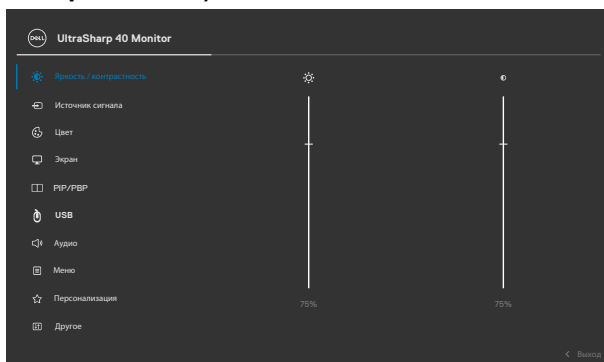 DELL
UltraSharp 40 Monitor
Яркость / контрастность
Источник сигнала
Цвет
Экран
PIP/PBP
USB
Аудио
Меню
Персонализация
Другое
75%
75%
Выход